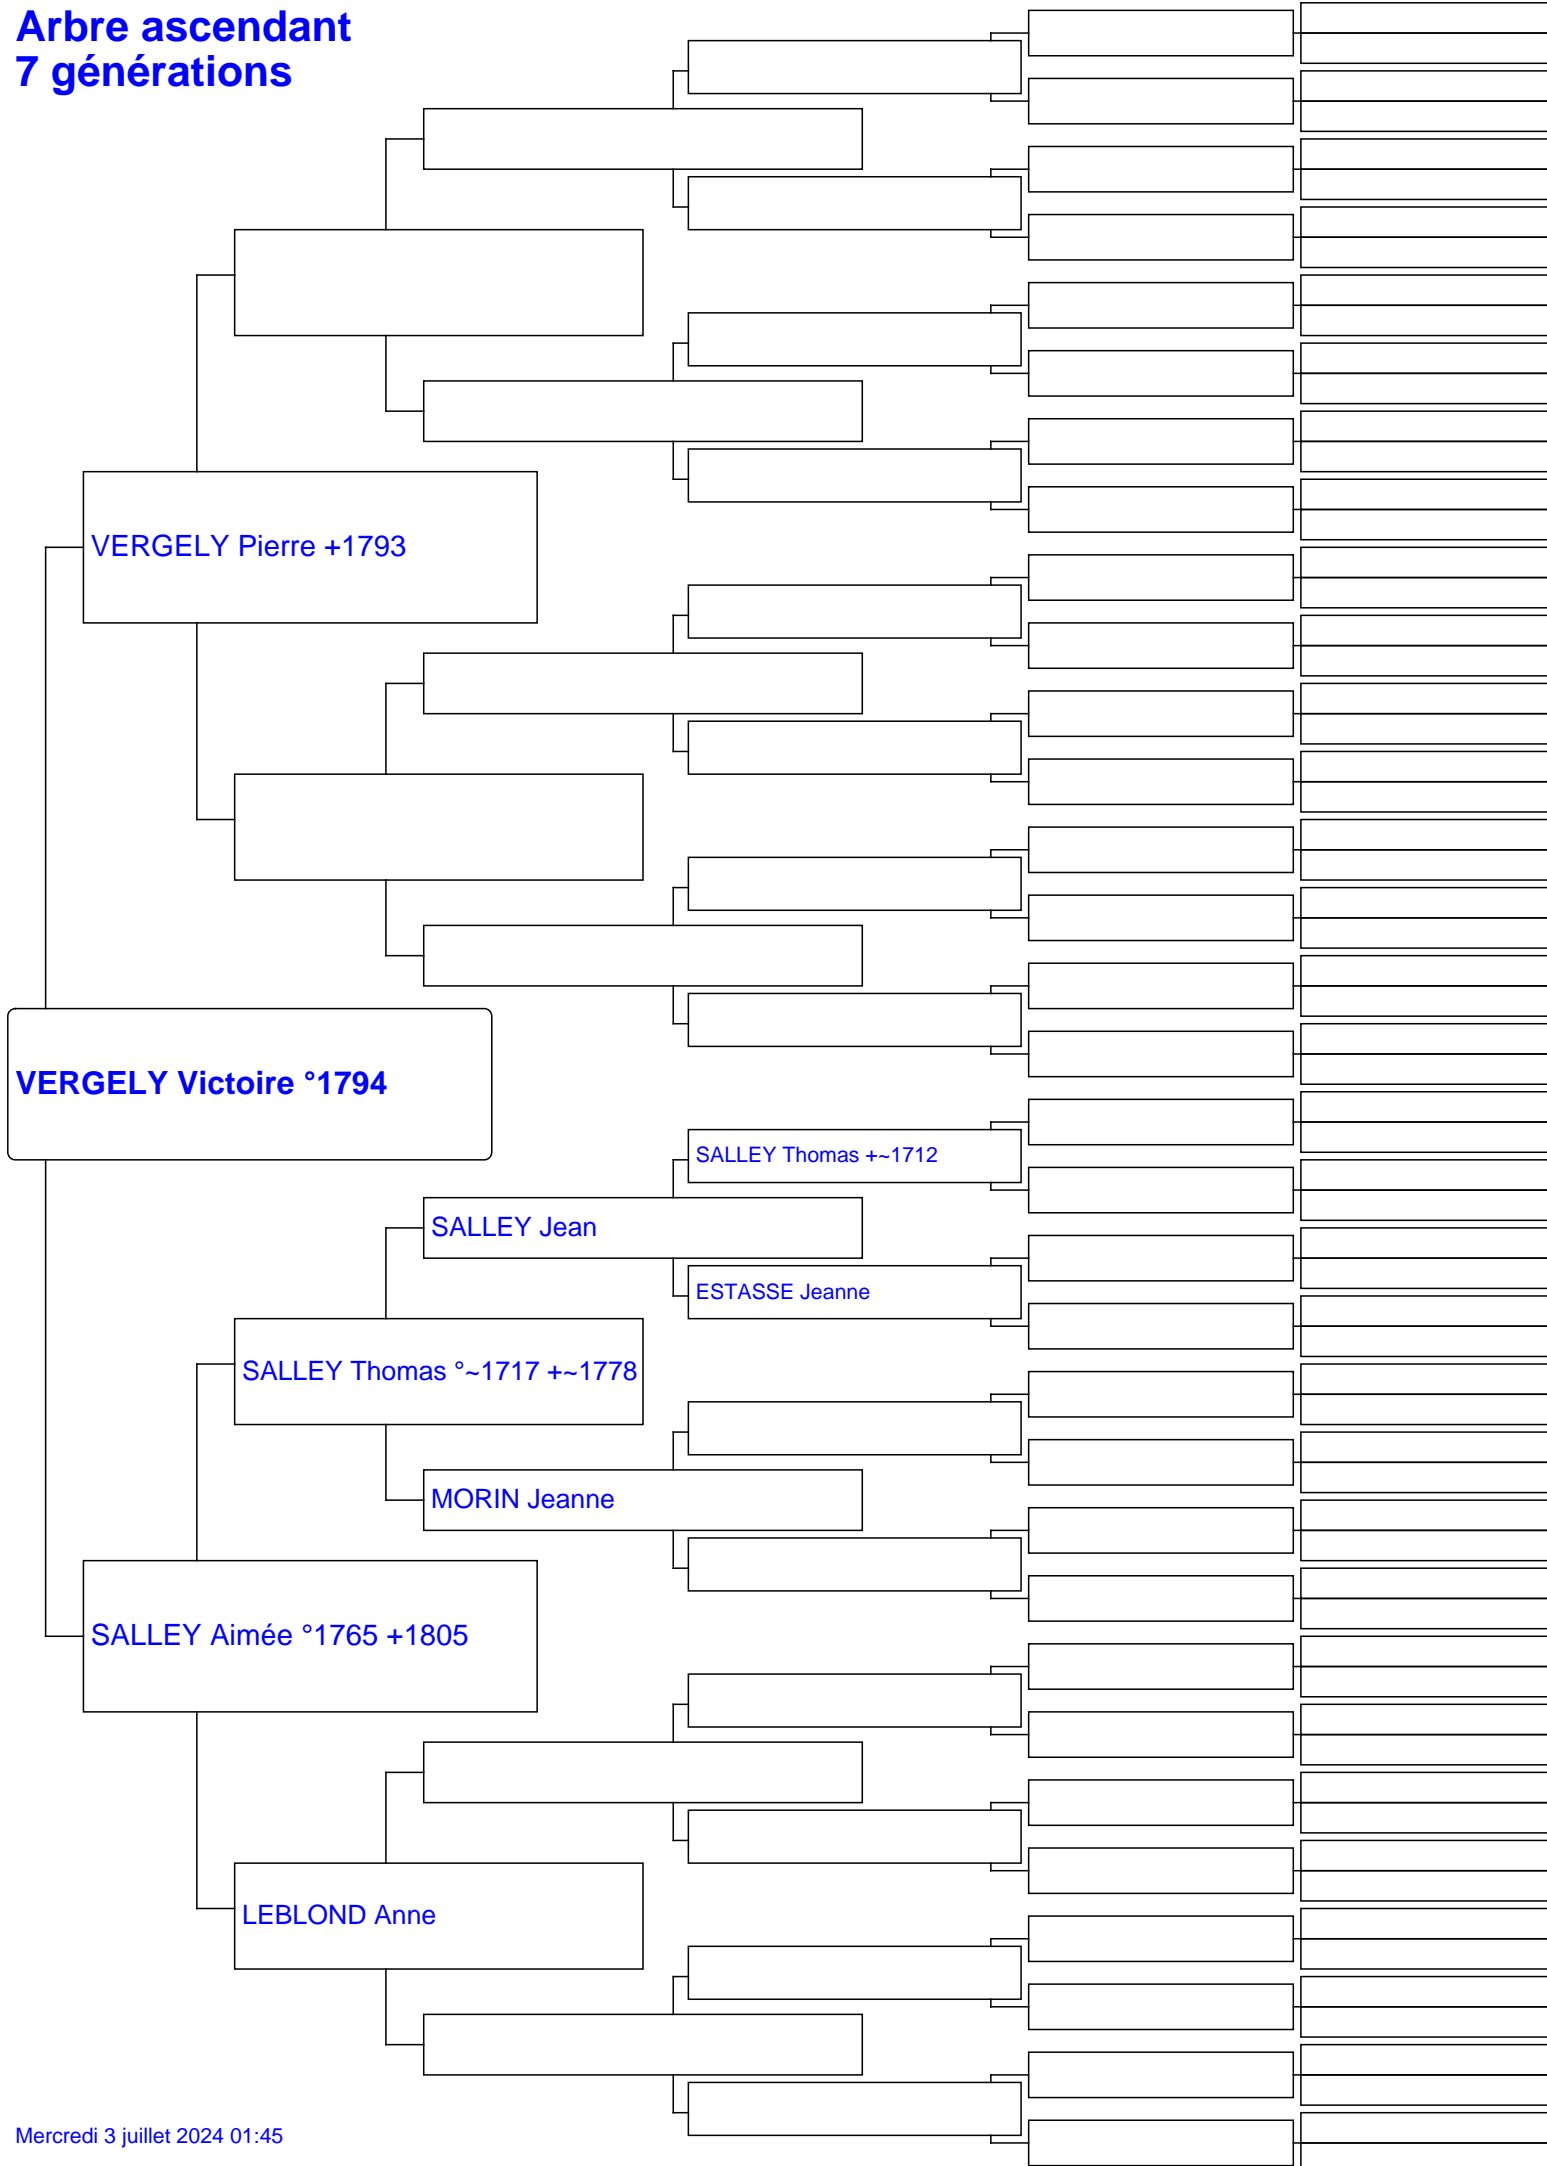 Arbre ascendant
7 générations
VERGELY Pierre +1793
VERGELY Victoire °1794
SALLEY Thomas +~1712
SALLEY Jean
ESTASSE Jeanne
SALLEY Thomas °~1717 +~1778
MORIN Jeanne
SALLEY Aimée °1765 +1805
LEBLOND Anne
Mercredi 3 juillet 2024 01:45